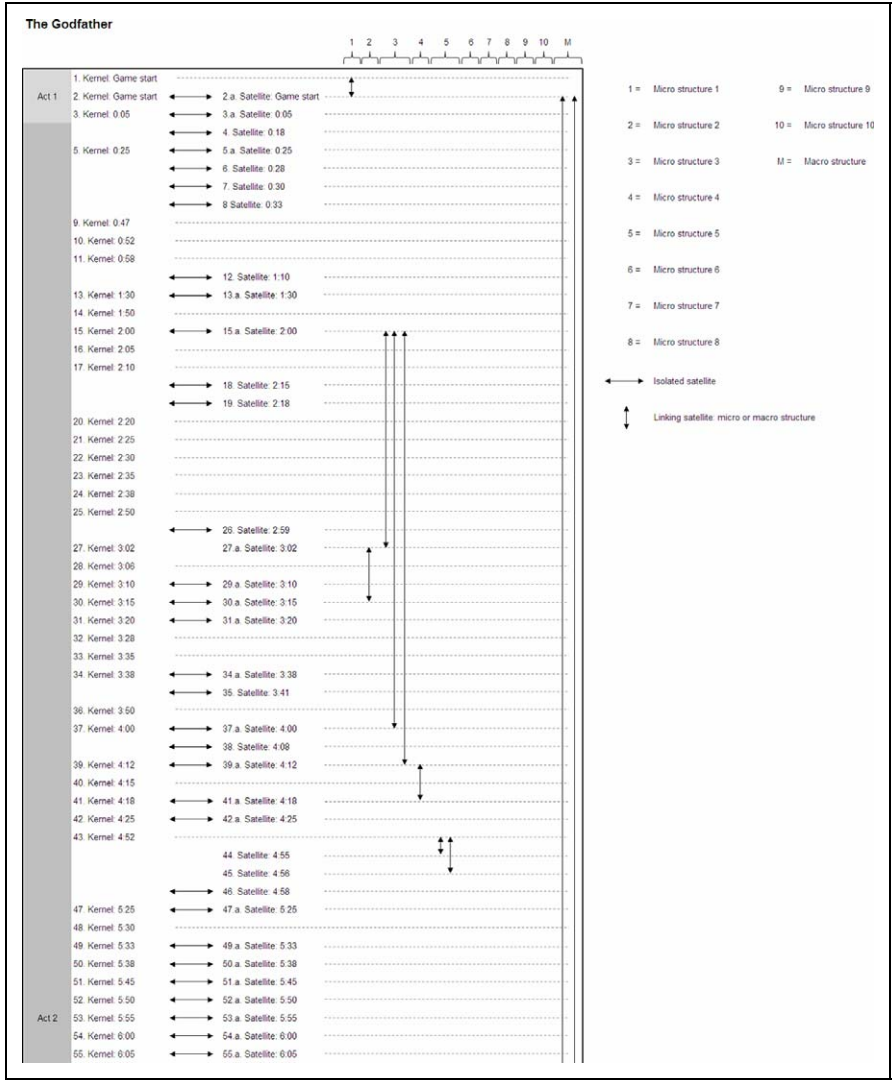 The Godfather
1 2 3 4 5 6 7 8 9 10 M
1. Kernel: Game start
Act 1 2. Kernel: Game start 2.a. Satellite: Game start
3. Kernel: 0:05 3.a. Satellite: 0:05
4. Satellite: 0:18
5. Kernel: 0:25 5.a. Satellite: 0:25
6. Satellite: 0:28
7. Satellite: 0:30
8 Satellite: 0:33
9. Kernel: 0:47
10. Kernel: 0:52
11. Kernel: 0:58
12. Satellite: 1:10
13. Kernel: 1:30 13.a. Satellite: 1:30
14. Kernel: 1:50
15. Kernel: 2:00 15.a. Satellite: 2:00
16. Kernel: 2:05
17. Kernel: 2:10
18. Satellite: 2:15
19. Satellite: 2:18
20. Kernel: 2:20
21. Kernel: 2:25
22. Kernel: 2:30
23. Kernel: 2:35
24. Kernel: 2:38
25. Kernel: 2:50
26. Satellite: 2:59
27. Kernel: 3:02 27.a. Satellite: 3:02
28. Kernel: 3:06
29. Kernel: 3:10 29.a. Satellite: 3:10
30. Kernel: 3:15 30.a. Satellite: 3:15
31. Kernel: 3:20 31.a. Satellite: 3:20
32. Kernel: 3:28
33. Kernel: 3:35
34. Kernel: 3:38 34.a. Satellite: 3:38
35. Satellite: 3:41
36. Kernel: 3:50
37. Kernel: 4:00 37.a. Satellite: 4:00
38. Satellite: 4:08
39. Kernel: 4:12 39.a. Satellite: 4:12
40. Kernel: 4:15
41. Kernel: 4:18 41.a. Satellite: 4:18
42. Kernel: 4:25 42.a. Satellite: 4:25
43. Kernel: 4:52
44. Satellite: 4:55
45. Satellite: 4:56
46. Satellite: 4:58
47. Kernel: 5:25 47.a. Satellite: 5:25
48. Kernel: 5:30
49. Kernel: 5:33 49.a. Satellite: 5:33
50. Kernel: 5:38 50.a. Satellite: 5:38
51. Kernel: 5:45 51.a. Satellite: 5:45
52. Kernel: 5:50 52.a. Satellite: 5:50
Act 2 53. Kernel: 5:55 53.a. Satellite: 5:55
54. Kernel: 6:00 54.a. Satellite: 6:00
55. Kernel: 6:05 55.a. Satellite: 6:05
1 = Micro structure 1 9 = Micro structure 9
2 = Micro structure 2 10 = Micro structure 10
3 = Micro structure 3 M = Macro structure
4 = Micro structure 4
5 = Micro structure 5
6 = Micro structure 6
7 = Micro structure 7
8 = Micro structure 8
Isolated satellite
Linking satellite: micro or macro structure